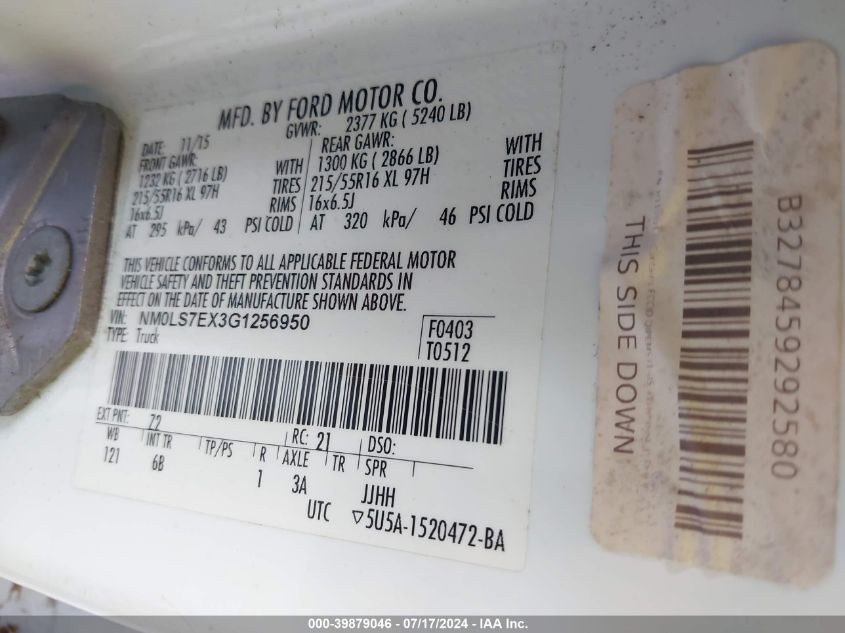 MFD. BY FORD MOTOR CO.
DATE: 11/15 GVWR: 2377 KG ( 5240 LB)
FRONT GAWR: REAR GAWR:
1232 KG ( 2716 LB) WITH 1300 KG ( 2866 LB) WITH
215/55R16 XL 97H TIRES 215/55R16 XL 97H TIRES
16x6.5J RIMS 16x6.5J RIMS
AT 295 kPa/ 43 PSI COLD AT 320 kPa/ 46 PSI COLD
THIS VEHICLE CONFORMS TO ALL APPLICABLE FEDERAL MOTOR
VEHICLE SAFETY AND THEFT PREVENTION STANDARDS IN
EFFECT ON THE DATE OF MANUFACTURE SHOWN ABOVE.
VIN: NM0LS7EX3G1256950
TYPE: Truck
F0403
T0512
EXT PNT: Z2 RC: 21 DSO:
WB INT TR TP/PS R AXLE TR SPR
121 6B 1 3A JJHH
UTC ▽5U5A-1520472-BA
THIS SIDE DOWN
B3278459292580
000-39879046 - 07/17/2024 - IAA Inc.